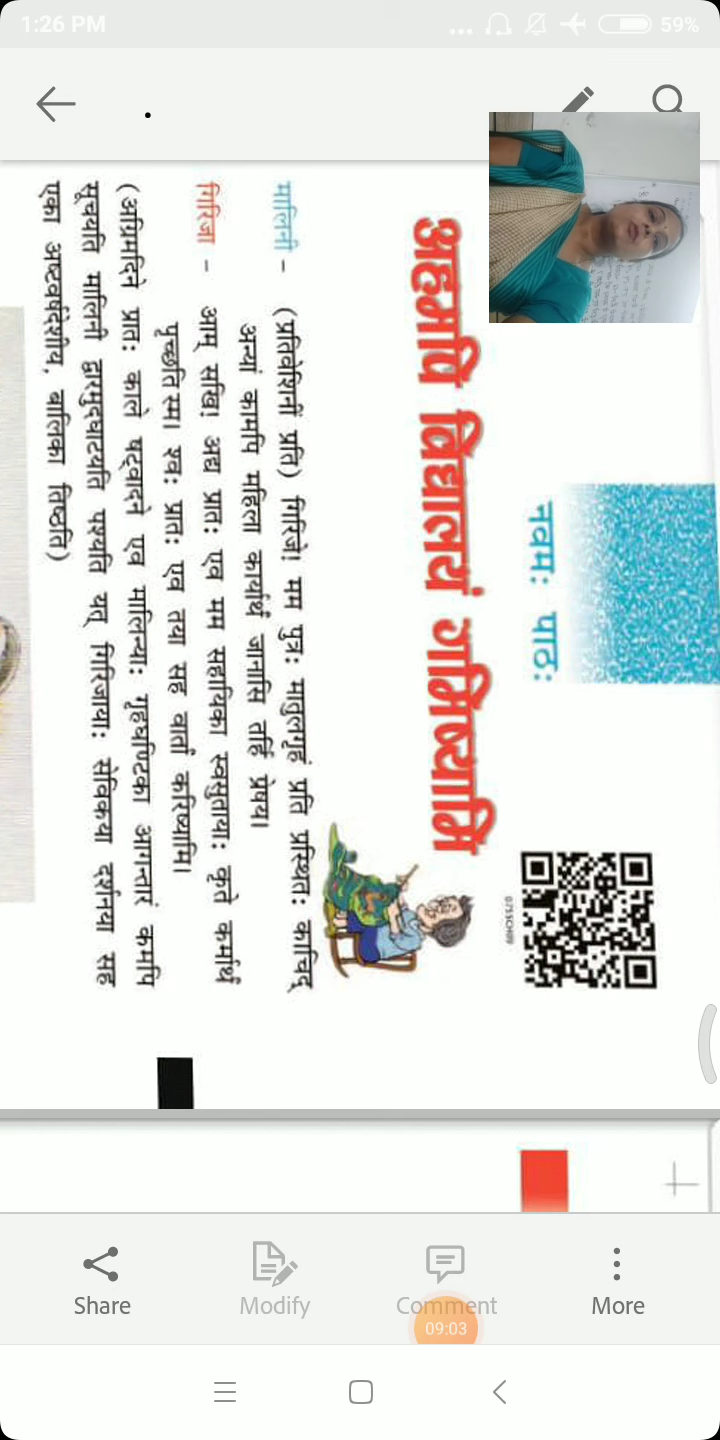 1:26 PM
59%
नवमः पाठः
0755CH09
अहमपि विद्यालयं गमिष्यामि
मालिनी – (प्रतिवेशिनीं प्रति) गिरिजे! मम पुत्रः मातुलगृहं प्रति प्रस्थितः काचिद्
अन्यां कामपि महिला कार्यार्थं जानासि तर्हि प्रेषय।
गिरिजा – आम् सखि! अद्य प्रातः एव मम सहायिका स्वसुतायाः कृते कर्मार्थं
पृच्छति स्म। श्वः प्रातः एव तया सह वार्तां करिष्यामि।
(अग्रिमदिने प्रातः काले षट्वादने एव मालिन्याः गृहघण्टिका आगन्तारं कमपि
सूचयति मालिनी द्वारमुद्घाटयति पश्यति यत् गिरिजायाः सेविकया दर्शनया सह
एका अष्टवर्षदेशीय, बालिका तिष्ठति)
Share
Modify
Comment
More
09:03